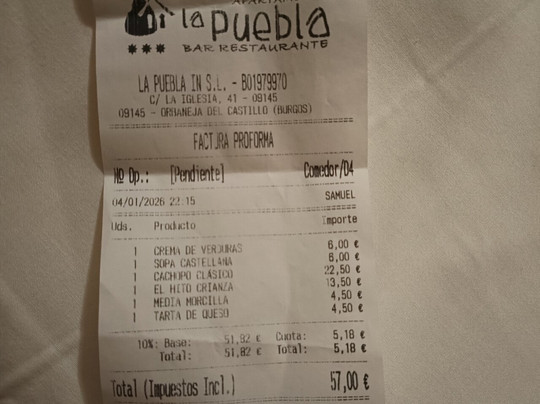 la Puebla
BAR RESTAURANTE
LA PUEBLA IN S.L. - B01979970
C/ LA IGLESIA, 41 - 09145
09145 - ORBANEJA DEL CASTILLO (BURGOS)
FACTURA PROFORMA
Nº Op.: [Pendiente] Comedor/04
04/01/2026 22:15 SAMUEL
Uds. Producto Importe
1 CREMA DE VERDURAS 6,00 €
1 SOPA CASTELLANA 6,00 €
1 CACHOPO CLÁSICO 22,50 €
1 EL HITO CRIANZA 13,50 €
1 MEDIA MORCILLA 4,50 €
1 TARTA DE QUESO 4,50 €
10%: Base: 51,82 € Cuota: 5,18 €
Total: 51,82 € Total: 5,18 €
Total (Impuestos Incl.) 57,00 €